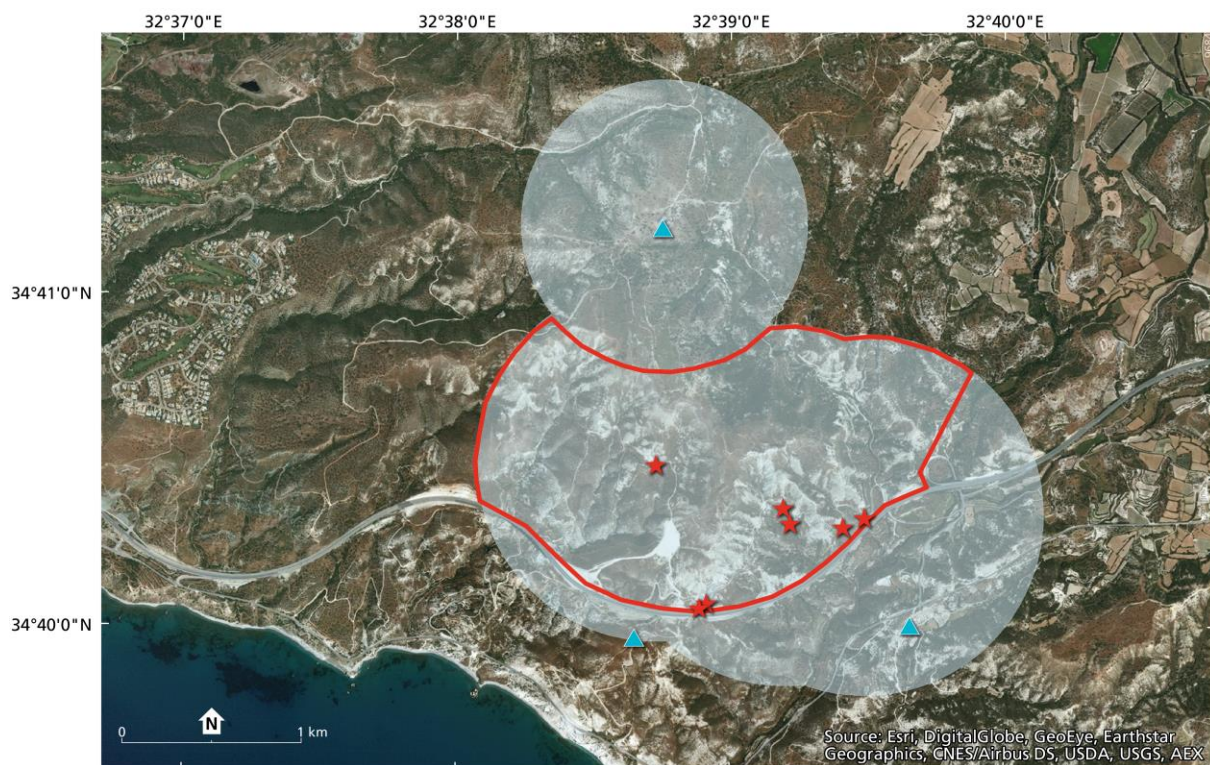 32°37'0"E 32°38'0"E 32°39'0"E 32°40'0"E
34°41'0"N
34°40'0"N
N
0 1 km
Source: Esri, DigitalGlobe, GeoEye, Earthstar
Geographics, CNES/Airbus DS, USDA, USGS, AEX